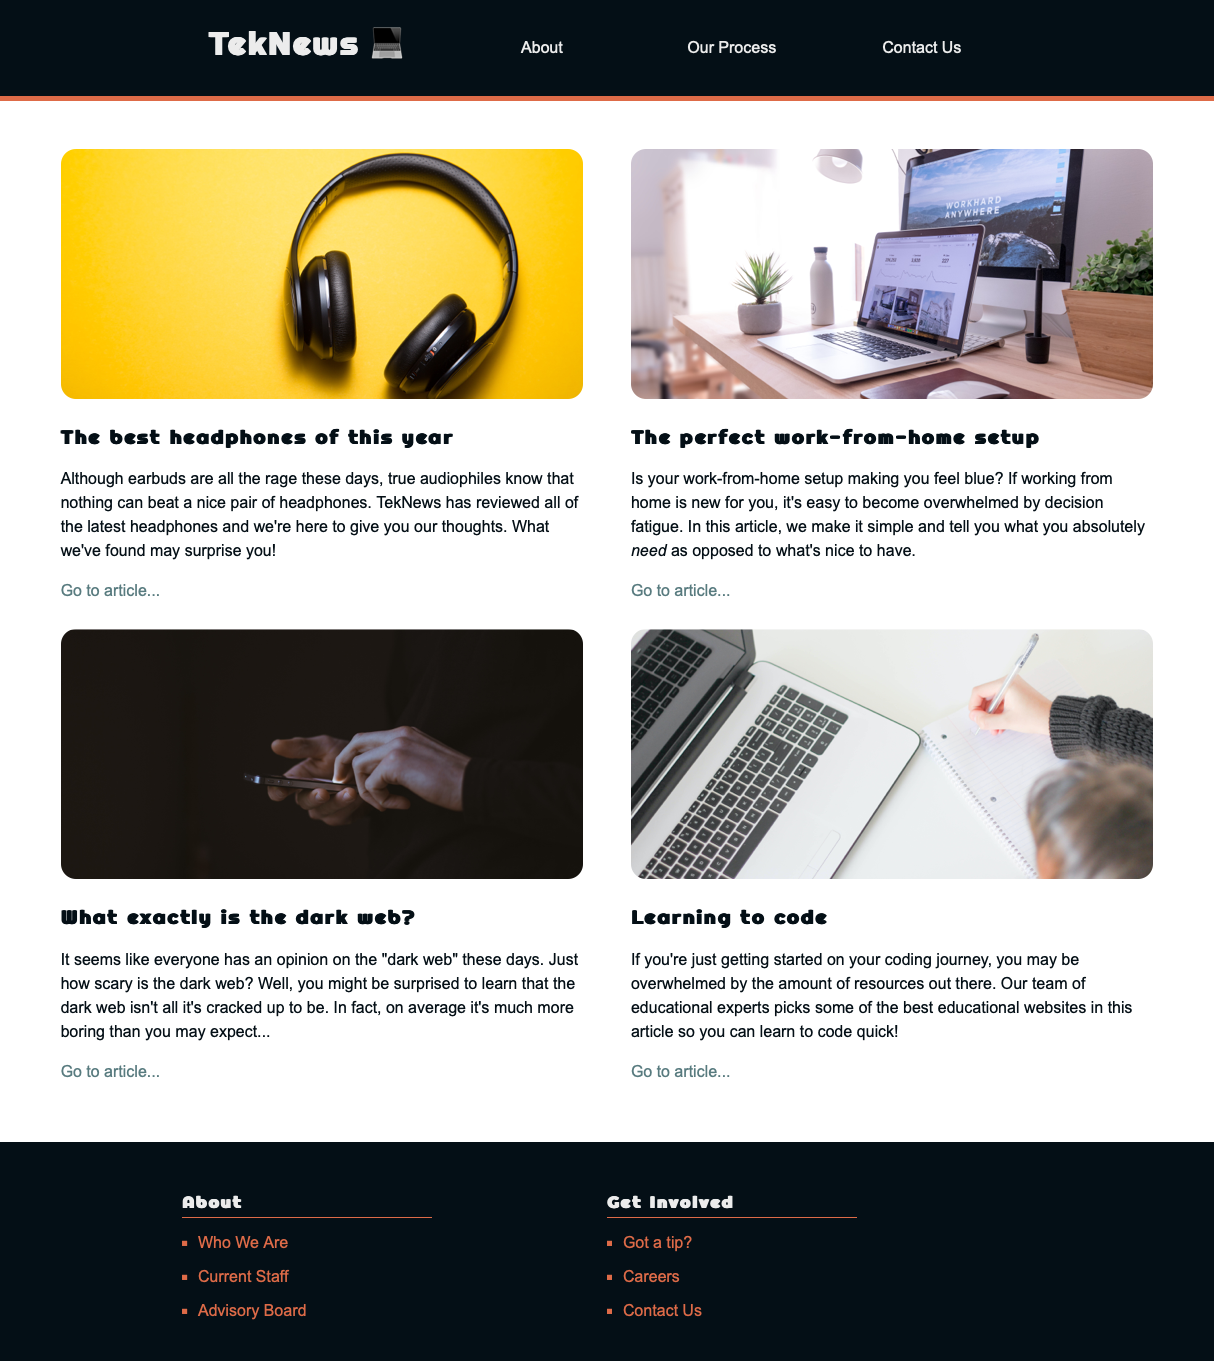 TekNews
About
Our Process
Contact Us
WORKHARD
ANYWHERE
The best headphones of this year
Although earbuds are all the rage these days, true audiophiles know that
nothing can beat a nice pair of headphones. TekNews has reviewed all of
the latest headphones and we're here to give you our thoughts. What
we've found may surprise you!
Go to article...
The perfect work-from-home setup
Is your work-from-home setup making you feel blue? If working from
home is new for you, it's easy to become overwhelmed by decision
fatigue. In this article, we make it simple and tell you what you absolutely
need as opposed to what's nice to have.
Go to article...
What exactly is the dark web?
It seems like everyone has an opinion on the "dark web" these days. Just
how scary is the dark web? Well, you might be surprised to learn that the
dark web isn't all it's cracked up to be. In fact, on average it's much more
boring than you may expect...
Go to article...
Learning to code
If you're just getting started on your coding journey, you may be
overwhelmed by the amount of resources out there. Our team of
educational experts picks some of the best educational websites in this
article so you can learn to code quick!
Go to article...
About
Who We Are
Current Staff
Advisory Board
Get Involved
Got a tip?
Careers
Contact Us